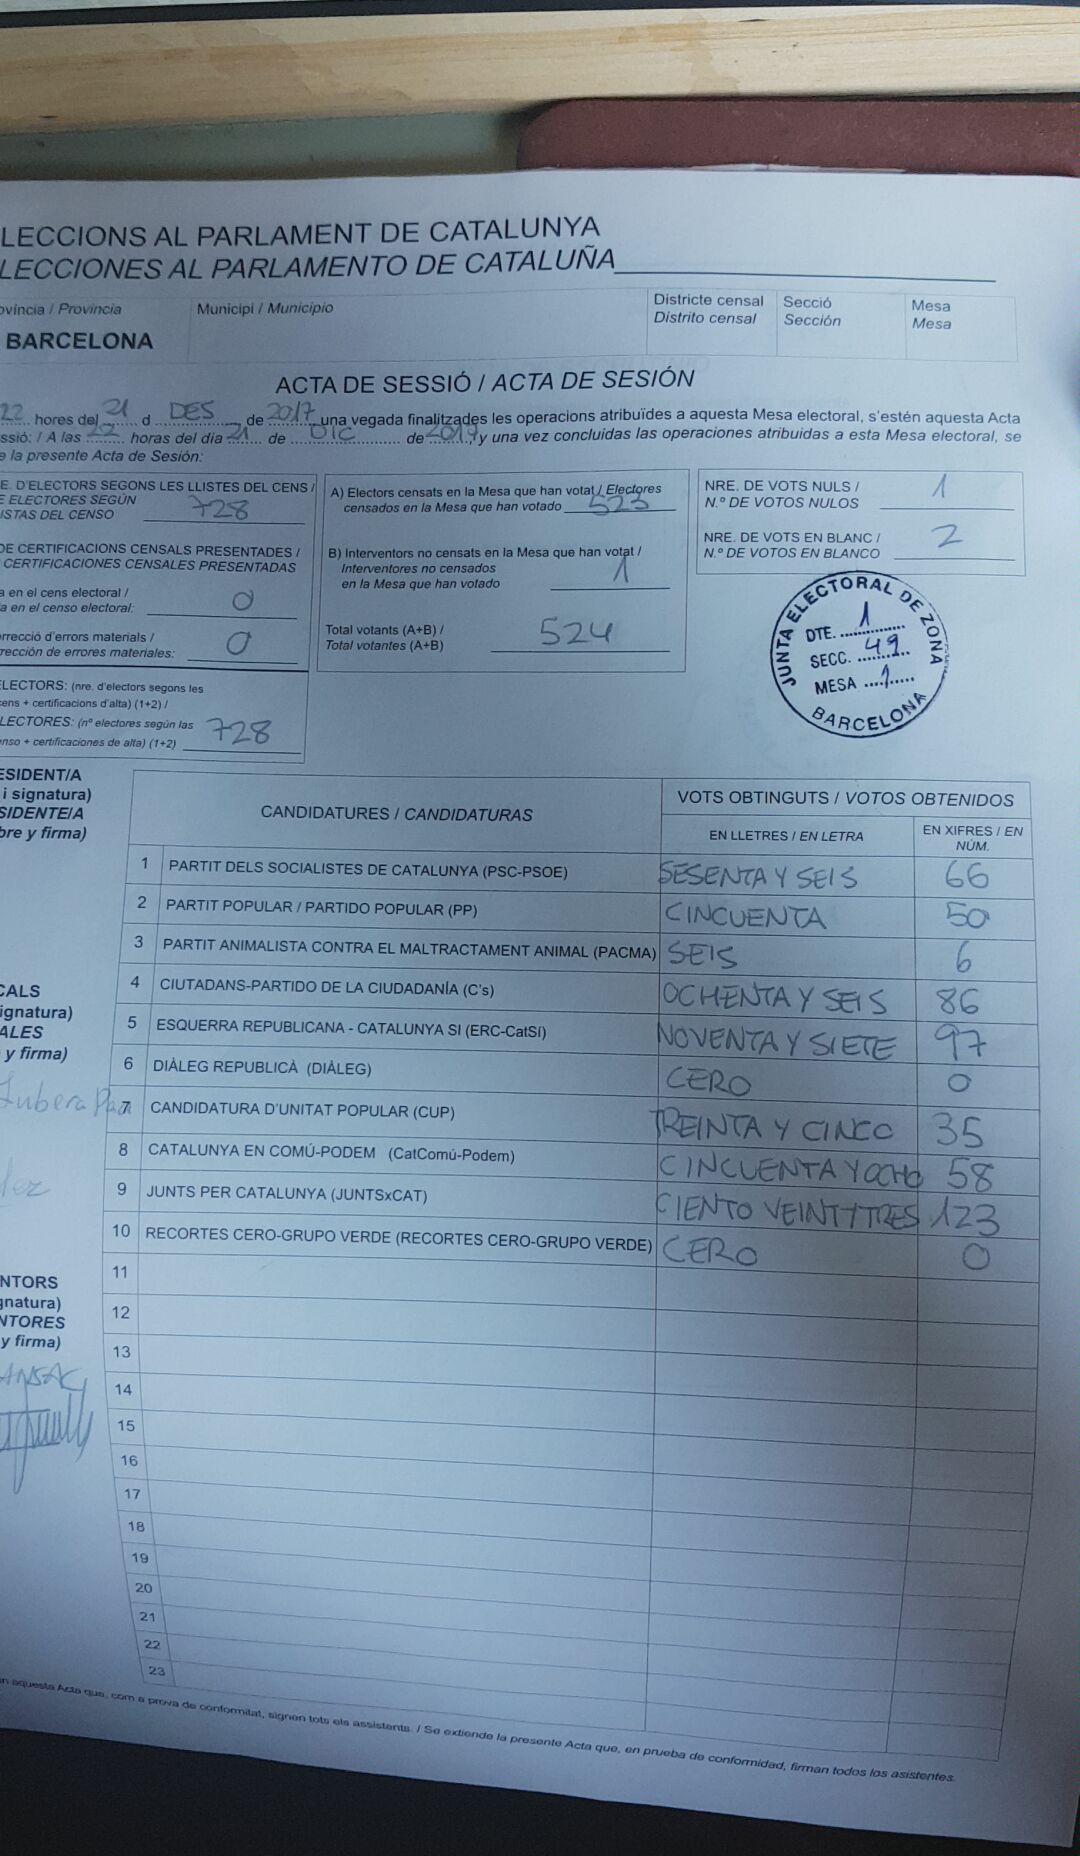 LECCIONS AL PARLAMENT DE CATALUNYA
LECCIONES AL PARLAMENTO DE CATALUÑA
ovíncia / Provincia
Municipi / Municipio
Districte censal
Distrito censal
Secció
Sección
Mesa
Mesa
BARCELONA
ACTA DE SESSIÓ / ACTA DE SESIÓN
22 hores del 21 d DES de 2017 una vegada finalitzades les operacions atribuïdes a aquesta Mesa electoral, s'estén aquesta Acta
ssió: / A las 22 horas del día 21 de DIC de 2017, y una vez concluidas las operaciones atribuidas a esta Mesa electoral, se
e la presente Acta de Sesión:
E. D'ELECTORS SEGONS LES LLISTES DEL CENS /
E ELECTORES SEGÚN
ISTAS DEL CENSO 728
DE CERTIFICACIONS CENSALS PRESENTADES /
CERTIFICACIONES CENSALES PRESENTADAS
a en el cens electoral /
a en el censo electoral: 0
rrecció d'errors materials /
rección de errores materiales: 0
LECTORS: (nre. d'electors segons les
cens + certificacions d'alta) (1+2) /
LECTORES: (nº electores según las
nso + certificaciones de alta) (1+2) 728
A) Electors censats en la Mesa que han votat / Electores
censados en la Mesa que han votado 523
B) Interventors no censats en la Mesa que han votat /
Interventores no censados
en la Mesa que han votado 1
Total votants (A+B) /
Total votantes (A+B) 524
NRE. DE VOTS NULS /
N.º DE VOTOS NULOS 1
NRE. DE VOTS EN BLANC /
N.º DE VOTOS EN BLANCO 2
JUNTA ELECTORAL DE ZONA
DTE. 1
SECC. 49
MESA 1
BARCELONA
ESIDENT/A
i signatura)
SIDENTE/A
bre y firma)
CANDIDATURES / CANDIDATURAS
VOTS OBTINGUTS / VOTOS OBTENIDOS
EN LLETRES / EN LETRA
EN XIFRES / EN
NÚM.
1 PARTIT DELS SOCIALISTES DE CATALUNYA (PSC-PSOE) SESENTA Y SEIS 66
2 PARTIT POPULAR / PARTIDO POPULAR (PP) CINCUENTA 50
3 PARTIT ANIMALISTA CONTRA EL MALTRACTAMENT ANIMAL (PACMA) SEIS 6
4 CIUTADANS-PARTIDO DE LA CIUDADANÍA (C's) OCHENTA Y SEIS 86
5 ESQUERRA REPUBLICANA - CATALUNYA SI (ERC-CatSí) NOVENTA Y SIETE 97
6 DIÀLEG REPUBLICÀ (DIÀLEG) CERO 0
7 CANDIDATURA D'UNITAT POPULAR (CUP) TREINTA Y CINCO 35
8 CATALUNYA EN COMÚ-PODEM (CatComú-Podem) CINCUENTA Y OCHO 58
9 JUNTS PER CATALUNYA (JUNTSxCAT) CIENTO VEINTYTRES 123
10 RECORTES CERO-GRUPO VERDE (RECORTES CERO-GRUPO VERDE) CERO 0
11
12
13
14
15
16
17
18
19
20
21
22
23
CALS
ignatura)
ALES
y firma)
NTORS
gnatura)
NTORES
y firma)
n aquesta Acta que, com a prova de conformitat, signen tots els assistents. / Se extiende la presente Acta que, en prueba de conformidad, firman todos los asistentes.